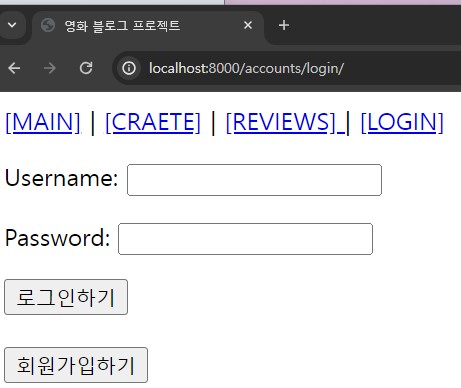 영화 블로그 프로젝트
localhost:8000/accounts/login/
[MAIN] | [CRAETE] | [REVIEWS] | [LOGIN]
Username:
Password:
로그인하기
회원가입하기